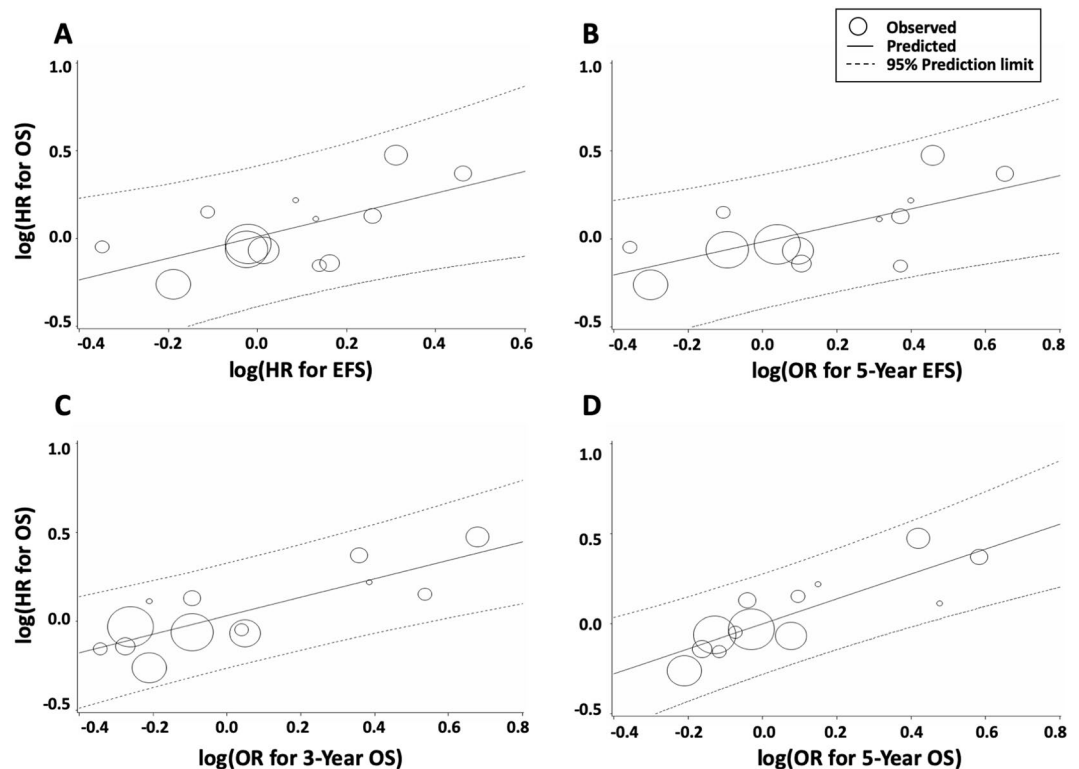 A
B
Observed
Predicted
95% Prediction limit
1.0
0.5
0.0
-0.5
log(HR for OS)
-0.4 -0.2 0.0 0.2 0.4 0.6
log(HR for EFS)
1.0
0.5
0.0
-0.5
-0.4 -0.2 0.0 0.2 0.4 0.6 0.8
log(OR for 5-Year EFS)
C
D
1.0
0.5
0.0
-0.5
log(HR for OS)
-0.4 -0.2 0.0 0.2 0.4 0.6 0.8
log(OR for 3-Year OS)
1.0
0.5
0.0
-0.5
-0.4 -0.2 0.0 0.2 0.4 0.6 0.8
log(OR for 5-Year OS)